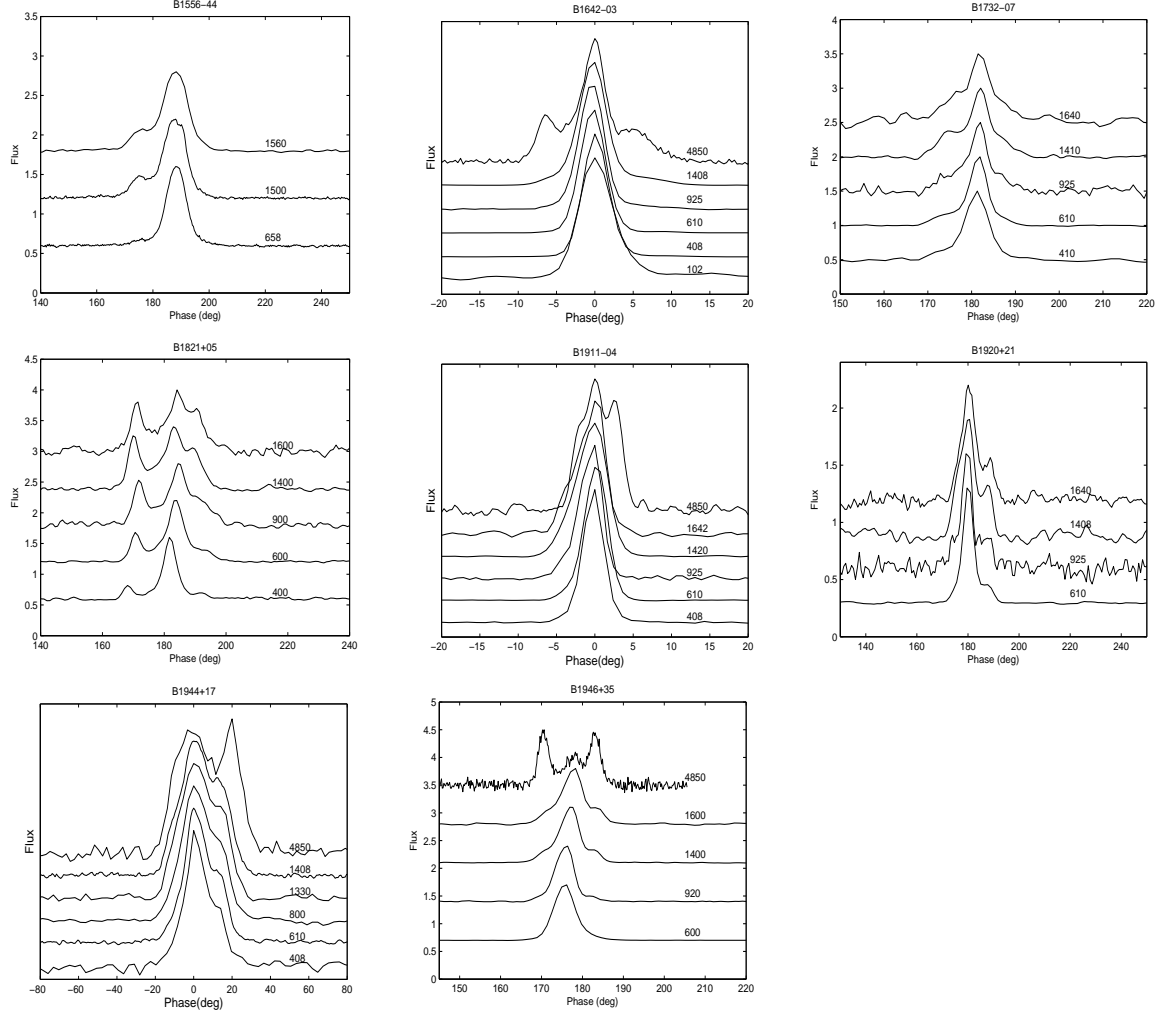 B1556−44
3.5
3
2.5
2
1.5
1
0.5
0
Flux
1560
1500
658
140 160 180 200 220 240
Phase (deg)
B1642−03
Flux
4850
1408
925
610
408
102
−20 −15 −10 −5 0 5 10 15 20
Phase(deg)
B1732−07
4
3.5
3
2.5
2
1.5
1
0.5
0
Flux
1640
1410
925
610
410
150 160 170 180 190 200 210 220
Phase (deg)
B1821+05
4.5
4
3.5
3
2.5
2
1.5
1
0.5
0
Flux
1600
1400
900
600
400
140 160 180 200 220 240
Phase (deg)
B1911−04
Flux
4850
1642
1420
925
610
408
−20 −15 −10 −5 0 5 10 15 20
Phase(deg)
B1920+21
2
1.5
1
0.5
0
Flux
1640
1408
925
610
140 160 180 200 220 240
Phase (deg)
B1944+17
Flux
4850
1408
1330
800
610
408
−80 −60 −40 −20 0 20 40 60 80
Phase(deg)
B1946+35
5
4.5
4
3.5
3
2.5
2
1.5
1
0.5
0
Flux
4850
1600
1400
920
600
150 160 170 180 190 200 210 220
Phase (deg)